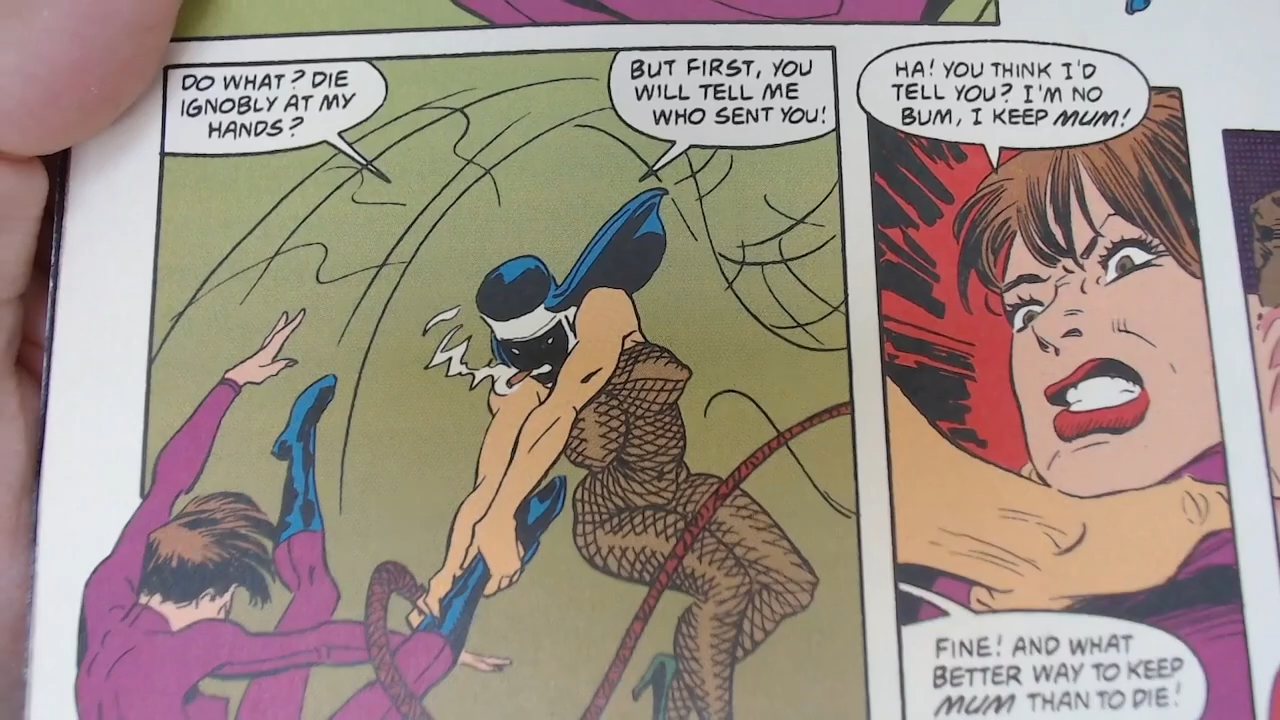 DO WHAT? DIE
IGNOBLY AT MY
HANDS?
BUT FIRST, YOU
WILL TELL ME
WHO SENT YOU!
HA! YOU THINK I'D
TELL YOU? I'M NO
BUM, I KEEP MUM!
FINE! AND WHAT
BETTER WAY TO KEEP
MUM THAN TO DIE!